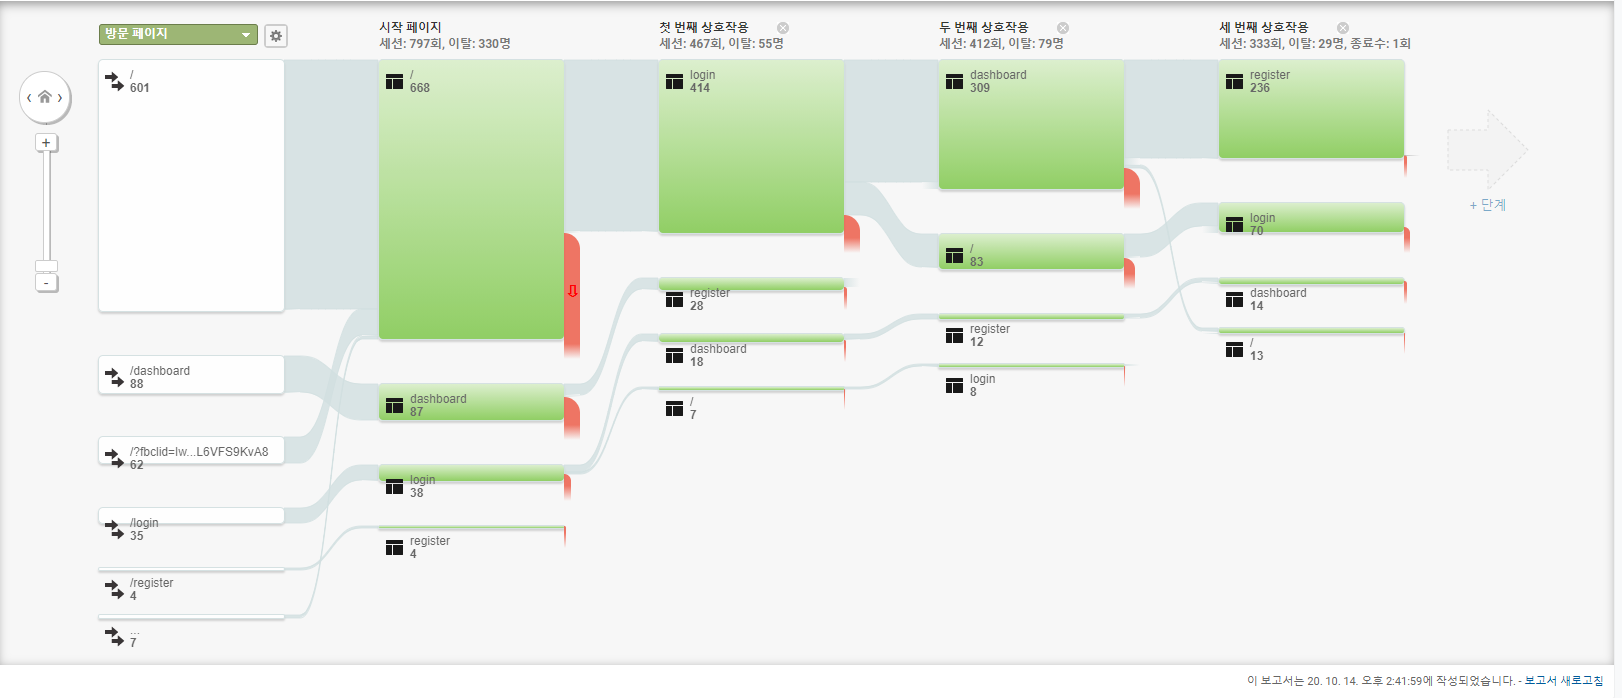 방문 페이지
시작 페이지
세션: 797회, 이탈: 330명
첫 번째 상호작용
세션: 467회, 이탈: 55명
두 번째 상호작용
세션: 412회, 이탈: 79명
세 번째 상호작용
세션: 333회, 이탈: 29명, 종료수: 1회
/
601
/dashboard
88
/?fbclid=Iw...L6VFS9KvA8
62
/login
35
/register
4
...
7
/
668
dashboard
87
login
38
register
4
login
414
register
28
dashboard
18
/
7
dashboard
309
/
83
register
12
login
8
register
236
login
70
dashboard
14
/
13
+ 단계
+
-
이 보고서는 20. 10. 14. 오후 2:41:59에 작성되었습니다. - 보고서 새로고침